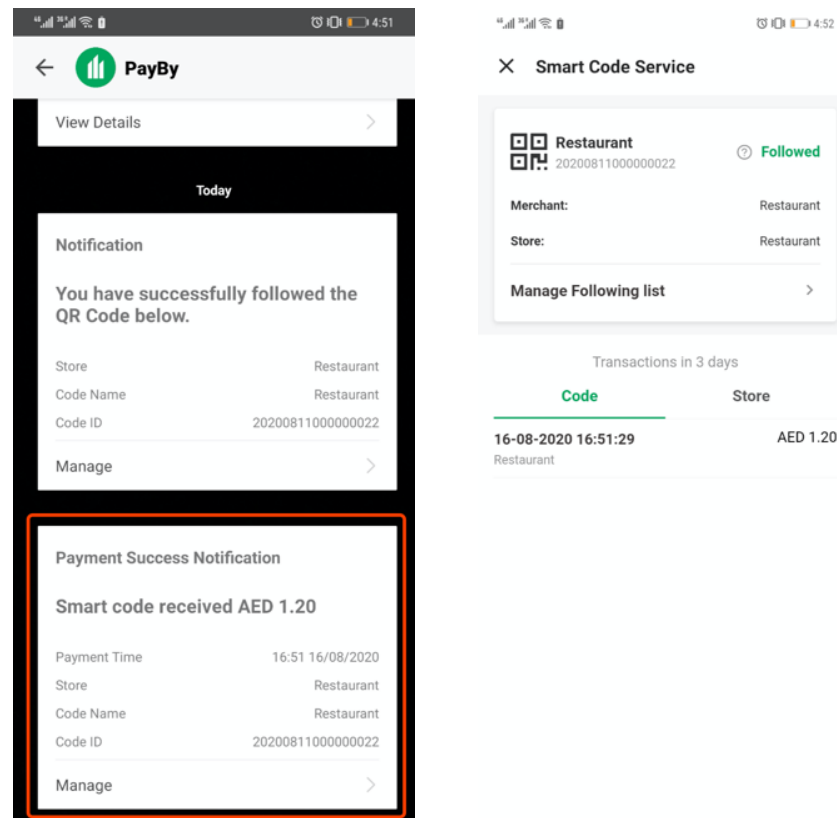 4:51
PayBy
View Details
Today
Notification
You have successfully followed the
QR Code below.
Store Restaurant
Code Name Restaurant
Code ID 20200811000000022
Manage
Payment Success Notification
Smart code received AED 1.20
Payment Time 16:51 16/08/2020
Store Restaurant
Code Name Restaurant
Code ID 20200811000000022
Manage
4:52
Smart Code Service
Restaurant
20200811000000022
Followed
Merchant: Restaurant
Store: Restaurant
Manage Following list
Transactions in 3 days
Code Store
16-08-2020 16:51:29 AED 1.20
Restaurant